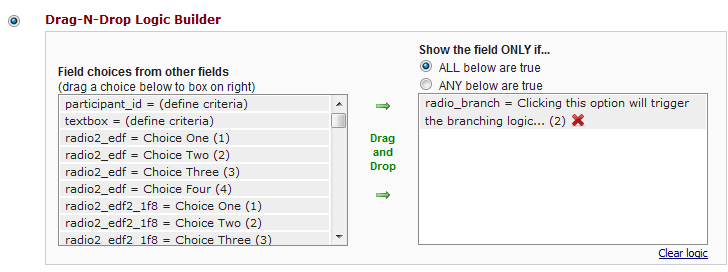 Drag-N-Drop Logic Builder
Field choices from other fields
(drag a choice below to box on right)
participant_id = (define criteria)
textbox = (define criteria)
radio2_edf = Choice One (1)
radio2_edf = Choice Two (2)
radio2_edf = Choice Three (3)
radio2_edf = Choice Four (4)
radio2_edf2_1f8 = Choice One (1)
radio2_edf2_1f8 = Choice Two (2)
radio2_edf2_1f8 = Choice Three (3)
Drag
and
Drop
Show the field ONLY if...
ALL below are true
ANY below are true
radio_branch = Clicking this option will trigger
the branching logic... (2)
Clear logic